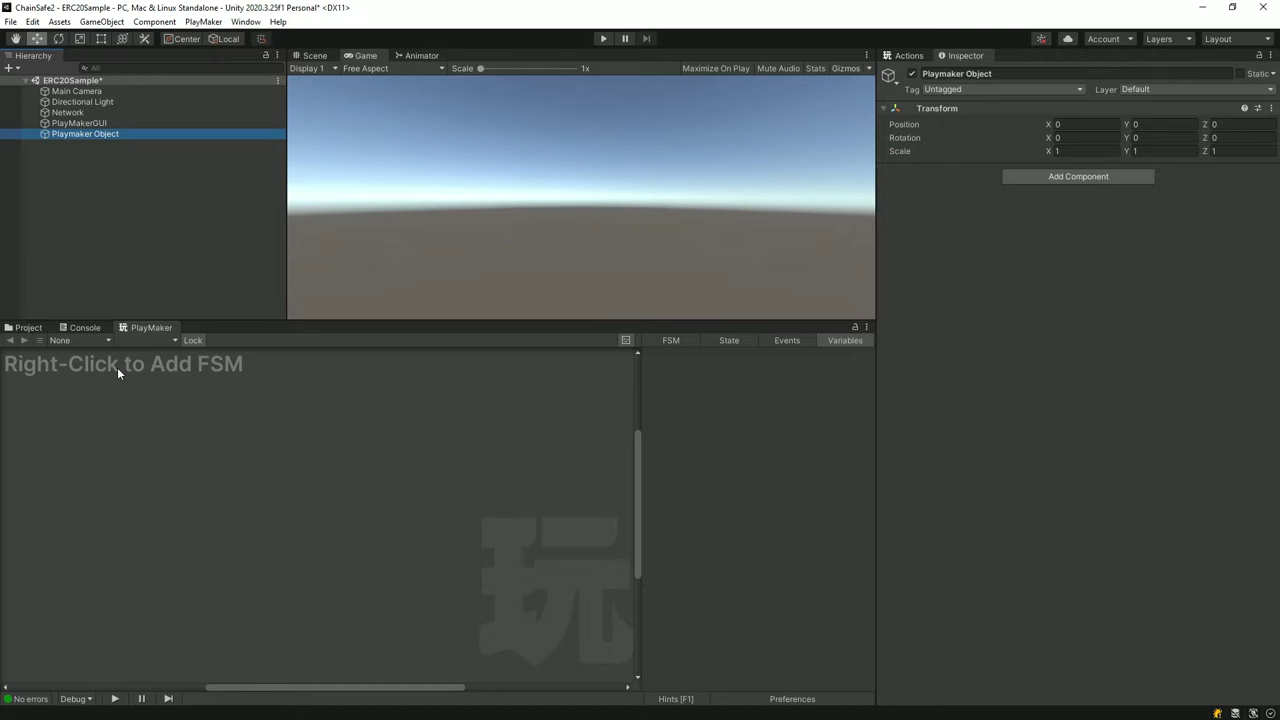 ChainSafe2 - ERC20Sample - PC, Mac & Linux Standalone - Unity 2020.3.25f1 Personal* <DX11>
File Edit Assets GameObject Component PlayMaker Window Help
Center Local Account Layers Layout
Hierarchy
All
ERC20Sample*
Main Camera
Directional Light
Network
PlayMakerGUI
Playmaker Object
Scene Game Animator
Display 1 Free Aspect Scale 1x Maximize On Play Mute Audio Stats Gizmos
Actions Inspector
Playmaker Object Static
Tag Untagged Layer Default
Transform
Position X 0 Y 0 Z 0
Rotation X 0 Y 0 Z 0
Scale X 1 Y 1 Z 1
Add Component
Project Console PlayMaker
None Lock FSM State Events Variables
Right-Click to Add FSM
玩
No errors Debug Hints [F1] Preferences